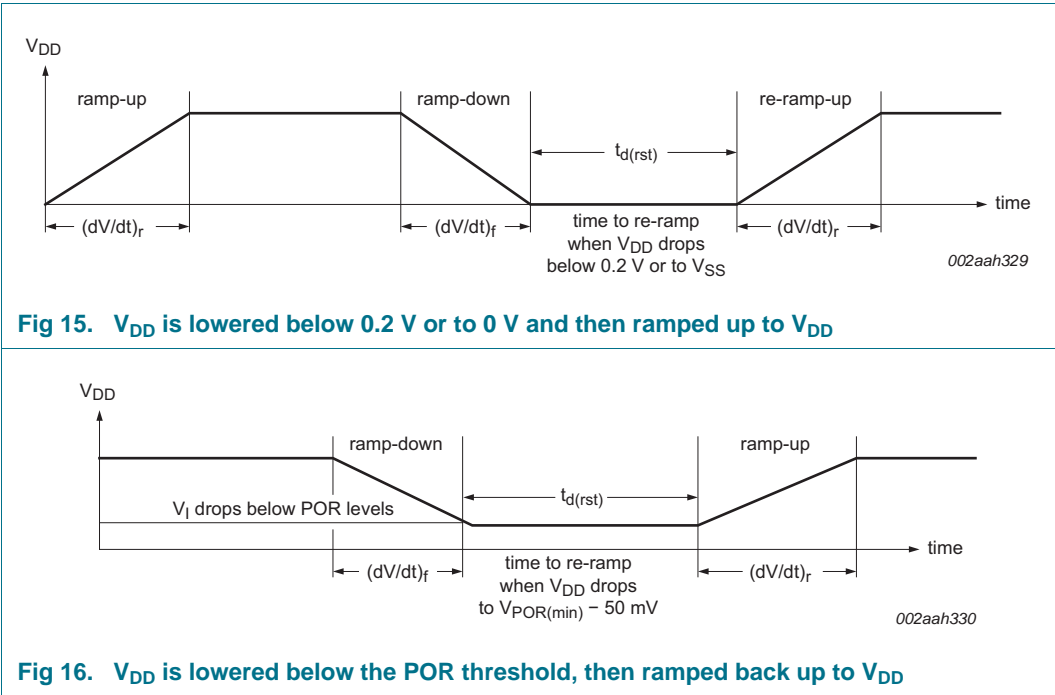 VDD
ramp-up
ramp-down
re-ramp-up
td(rst)
time
(dV/dt)r
(dV/dt)f
time to re-ramp
when VDD drops
below 0.2 V or to VSS
(dV/dt)r
002aah329
Fig 15. VDD is lowered below 0.2 V or to 0 V and then ramped up to VDD
VDD
ramp-down
ramp-up
VI drops below POR levels
td(rst)
time
(dV/dt)f
time to re-ramp
when VDD drops
to VPOR(min) − 50 mV
(dV/dt)r
002aah330
Fig 16. VDD is lowered below the POR threshold, then ramped back up to VDD